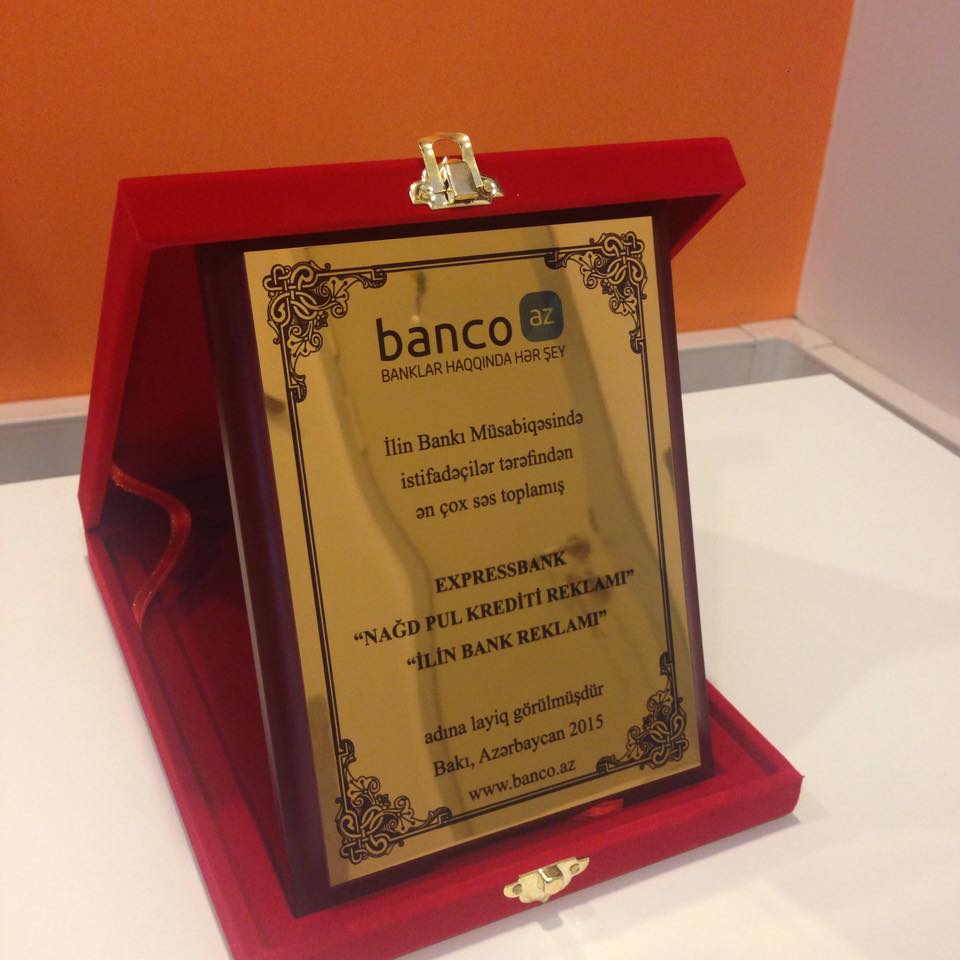 banco az
BANKLAR HAQQINDA HƏR ŞEY
İlin Bankı Müsabiqəsində
istifadəçilər tərəfindən
ən çox səs toplamış
EXPRESSBANK
“NAĞD PUL KREDİTİ REKLAMI”
“İLİN BANK REKLAMI”
adına layiq görülmüşdür
Bakı, Azərbaycan 2015
www.banco.az